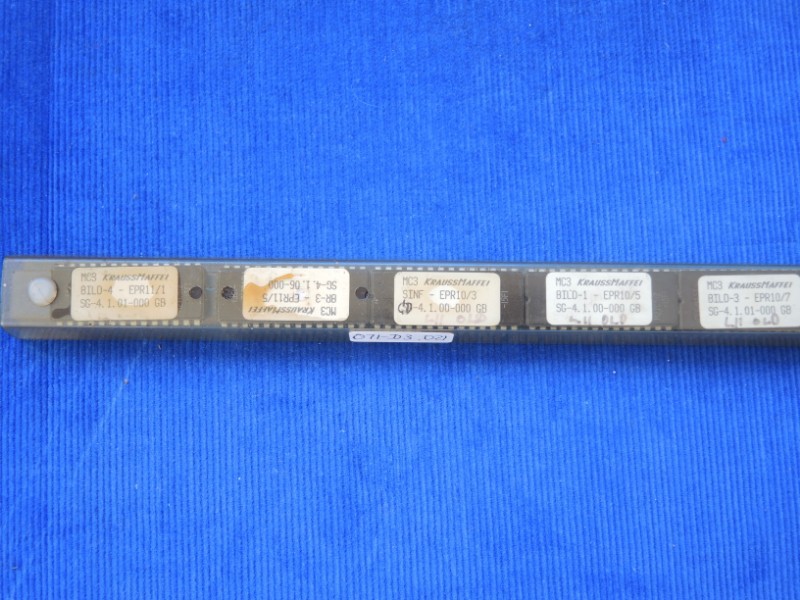 MC3 KRAUSSMAFFEI
BILD-4 - EPR11/1
SG-4.1.01-000 GB
MC3 KRAUSSMAFFEI
BR-3 - EPR11/5
SG-4.1.06-000
MC3 KRAUSSMAFFEI
SINF - EPR10/3
-4.1.00-000 GB
MC3 KRAUSSMAFFEI
BILD-1 - EPR10/5
SG-4.1.00-000 GB
OLD
MC3 KRAUSSMAFFEI
BILD-3 - EPR10/7
SG-4.1.01-000 GB
OLD